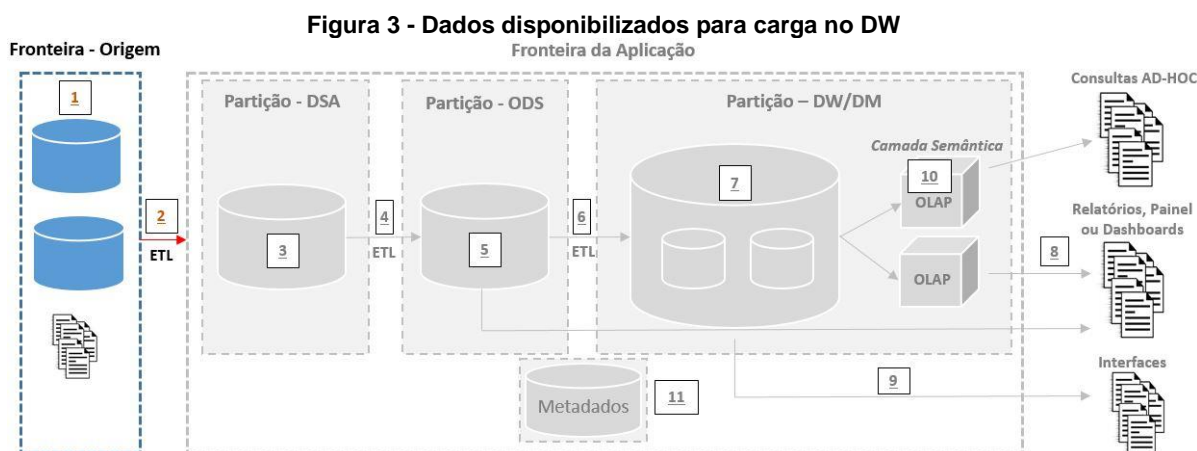 Figura 3 - Dados disponibilizados para carga no DW
Fronteira - Origem
Fronteira da Aplicação
1
2
ETL
Partição - DSA
3
4
ETL
Partição - ODS
5
6
ETL
Partição – DW/DM
7
Camada Semântica
10
OLAP
OLAP
Consultas AD-HOC
Relatórios, Painel
ou Dashboards
8
Interfaces
9
Metadados
11